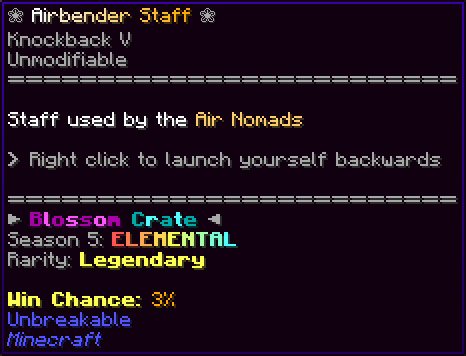 ❀ Airbender Staff ❀
Knockback V
Unmodifiable
================================
Staff used by the Air Nomads
> Right click to launch yourself backwards
================================
► Blossom Crate ◄
Season 5: ELEMENTAL
Rarity: Legendary
Win Chance: 3%
Unbreakable
Minecraft